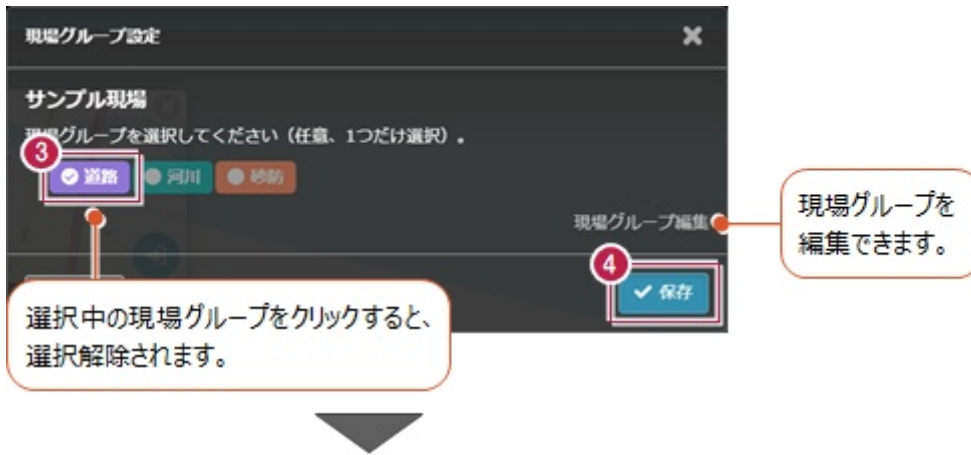 現場グループ設定
サンプル現場
現場グループを選択してください（任意、1つだけ選択）。
3
道路
河川
砂防
現場グループ編集
現場グループを
編集できます。
4
保存
選択中の現場グループをクリックすると、
選択解除されます。